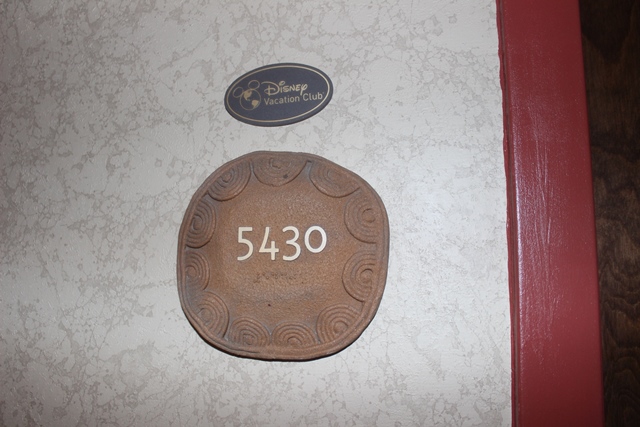 Disney
Vacation Club
5430